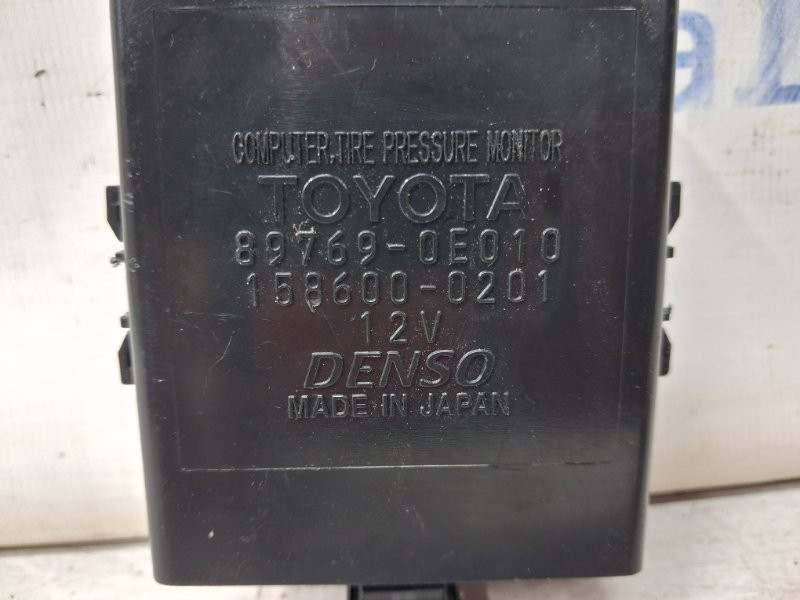 COMPUTER,TIRE PRESSURE MONITOR
TOYOTA
89769-0E010
158600-0201
12V
DENSO
MADE IN JAPAN